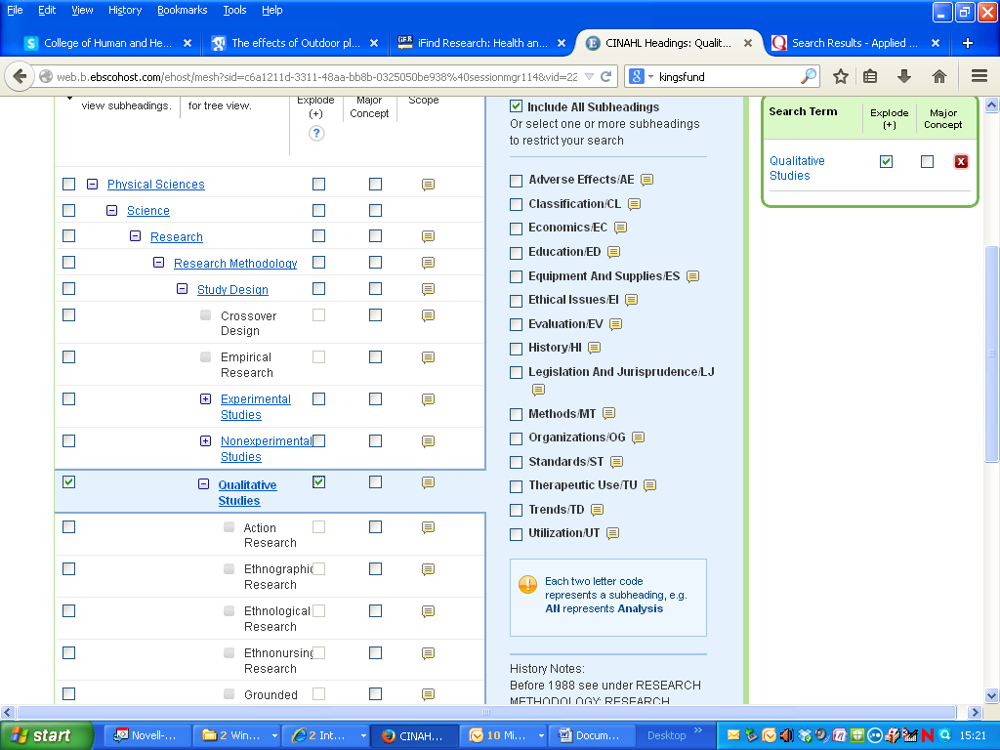 File Edit View History Bookmarks Tools Help
College of Human and He...
The effects of Outdoor pl...
iFind Research: Health an...
CINAHL Headings: Qualit...
Search Results - Applied ...
web.b.ebscohost.com/ehost/mesh?sid=c6a1211d-3311-48aa-bb8b-0325050be938%40sessionmgr114&vid=22
kingsfund
view subheadings.
for tree view.
Explode
(+)
Major
Concept
Scope
?
Physical Sciences
Science
Research
Research Methodology
Study Design
Crossover
Design
Empirical
Research
Experimental
Studies
Nonexperimental
Studies
Qualitative
Studies
Action
Research
Ethnographic
Research
Ethnological
Research
Ethnonursing
Research
Grounded
Include All Subheadings
Or select one or more subheadings
to restrict your search
Adverse Effects/AE
Classification/CL
Economics/EC
Education/ED
Equipment And Supplies/ES
Ethical Issues/EI
Evaluation/EV
History/HI
Legislation And Jurisprudence/LJ
Methods/MT
Organizations/OG
Standards/ST
Therapeutic Use/TU
Trends/TD
Utilization/UT
Each two letter code
represents a subheading, e.g.
AN represents Analysis
History Notes:
Before 1988 see under RESEARCH
METHODOLOGY; RESEARCH
Search Term
Explode
(+)
Major
Concept
Qualitative
Studies
start
Novell-...
2 Win...
2 Int...
CINAH...
10 Mi...
Docum...
Desktop
15:21